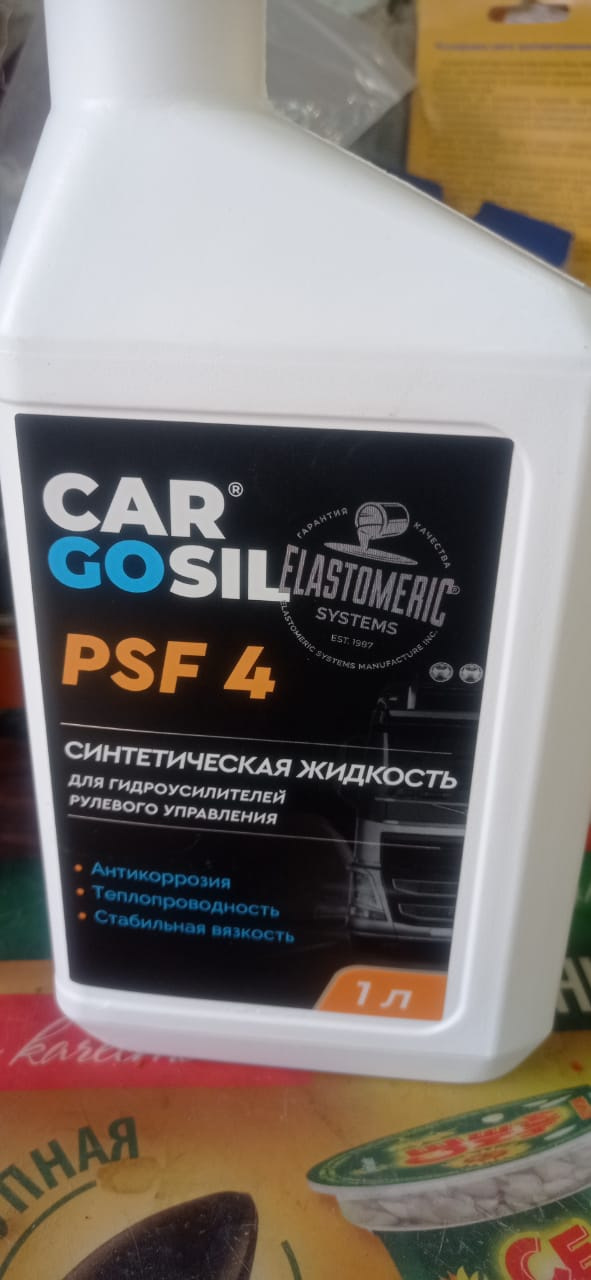 CAR®
GOSIL
ГАРАНТИЯ КАЧЕСТВА
ELASTOMERIC®
SYSTEMS
EST. 1987
ELASTOMERIC SYSTEMS MANUFACTURE INC.
PSF 4
СИНТЕТИЧЕСКАЯ ЖИДКОСТЬ
ДЛЯ ГИДРОУСИЛИТЕЛЕЙ
РУЛЕВОГО УПРАВЛЕНИЯ
• Антикоррозия
• Теплопроводность
• Стабильная вязкость
1 л